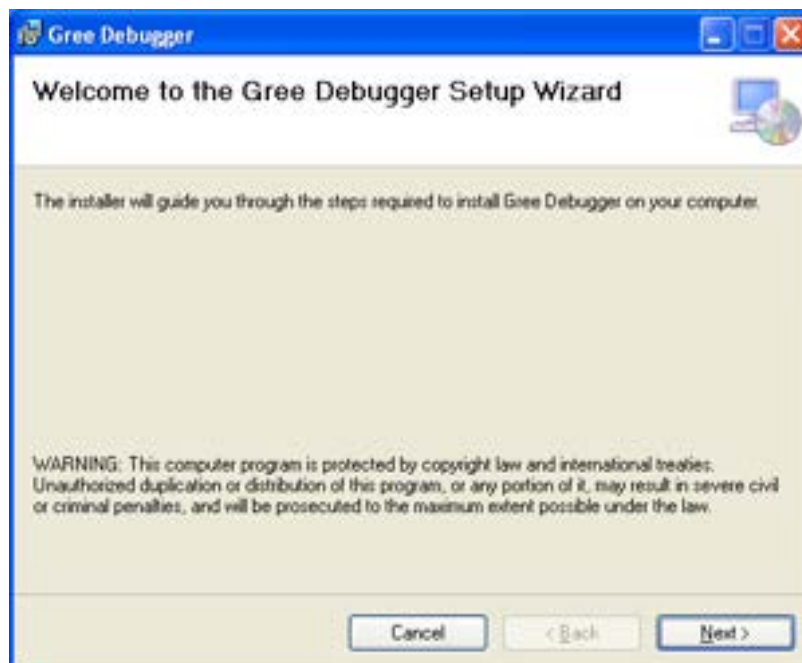 Gree Debugger
Welcome to the Gree Debugger Setup Wizard
The installer will guide you through the steps required to install Gree Debugger on your computer.
WARNING: This computer program is protected by copyright law and international treaties.
Unauthorized duplication or distribution of this program, or any portion of it, may result in severe civil
or criminal penalties, and will be prosecuted to the maximum extent possible under the law.
Cancel
< Back
Next >